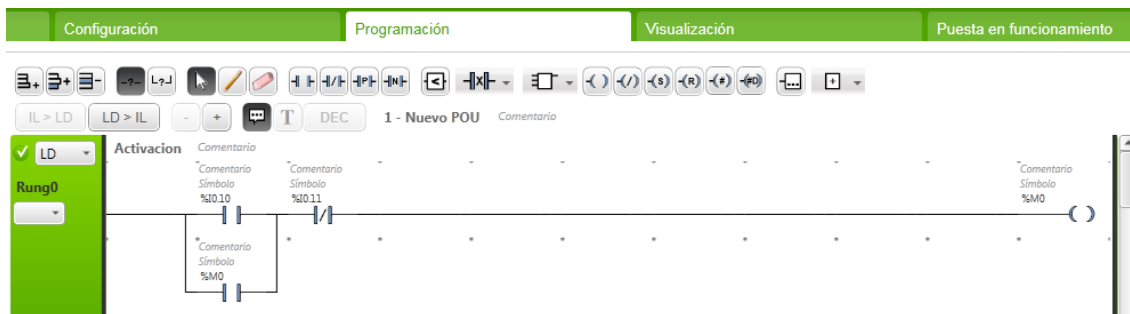 Configuración Programación Visualización Puesta en funcionamiento
IL > LD LD > IL - + T DEC 1 - Nuevo POU Comentario
LD Activacion Comentario
Comentario Comentario Comentario
Rung0 Símbolo Símbolo Símbolo
%I0.10 %I0.11 %M0
Comentario
Símbolo
%M0